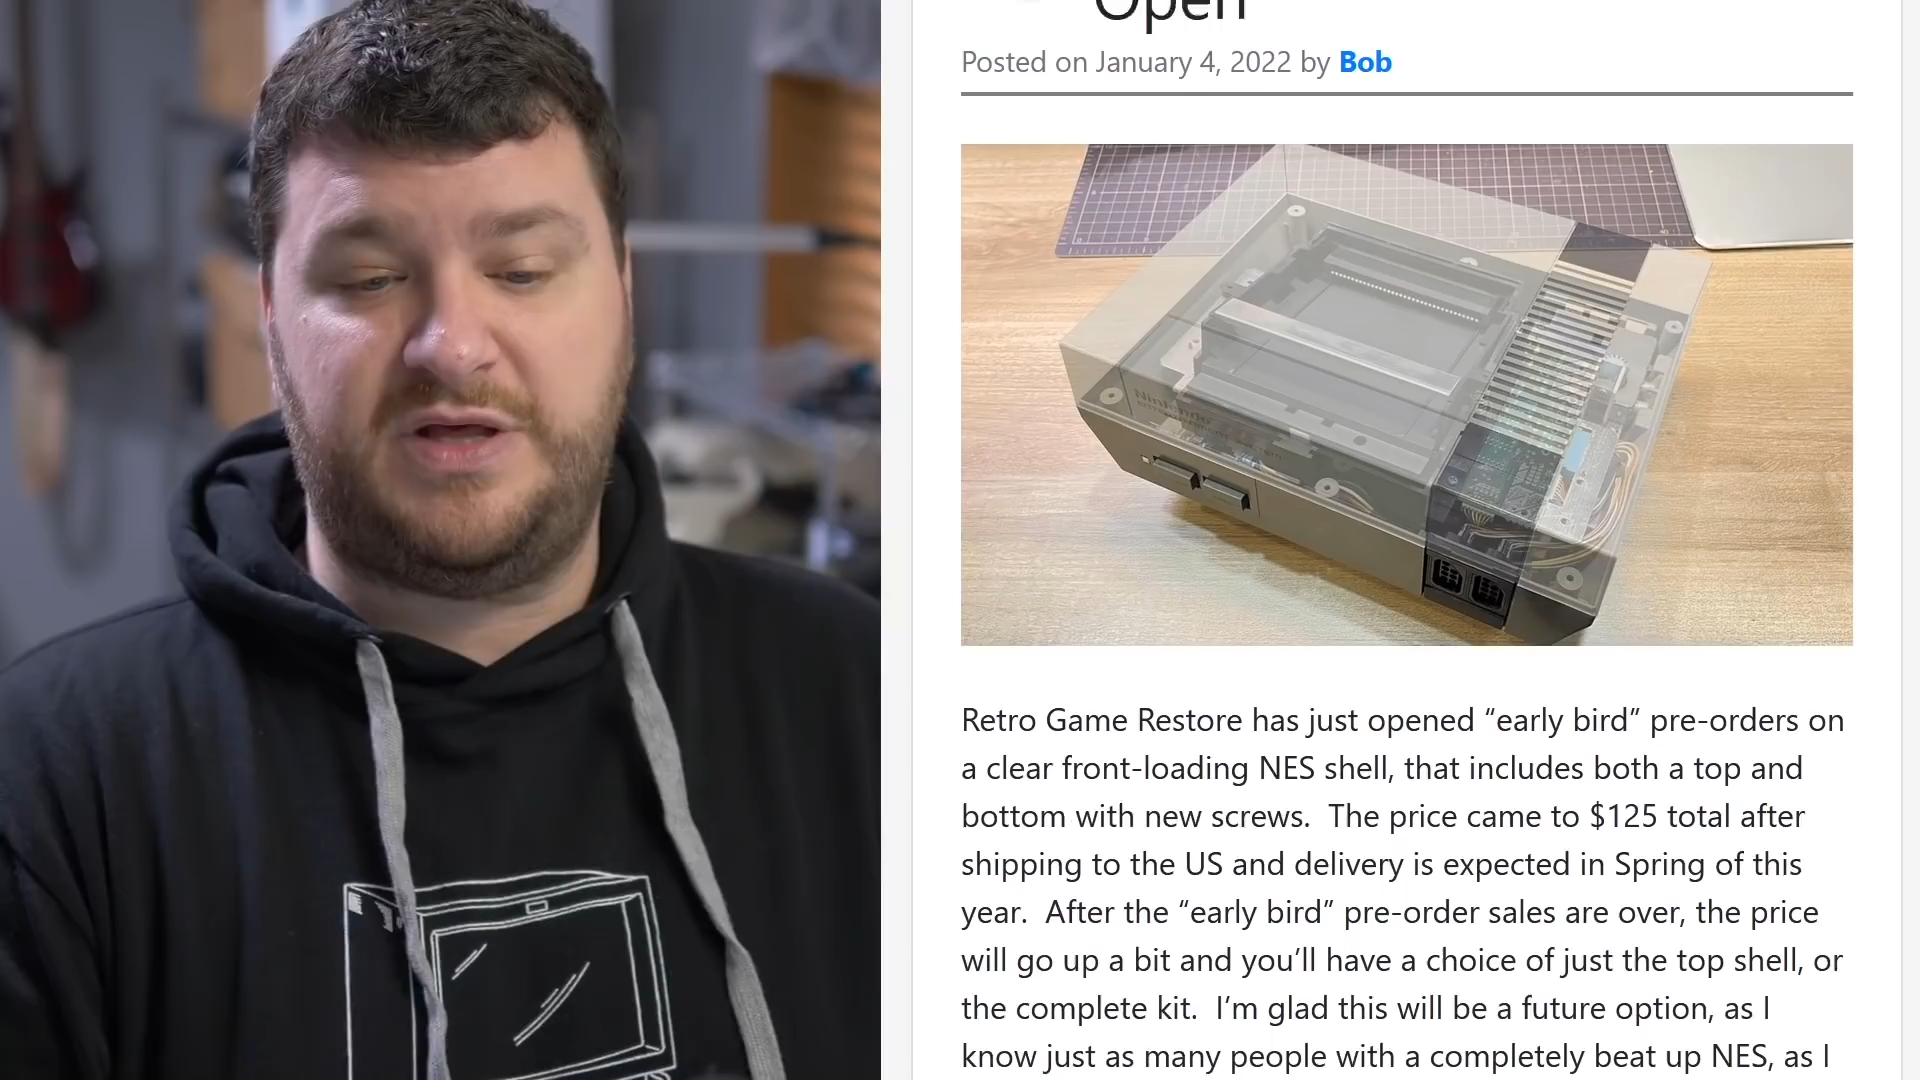 Open
Posted on January 4, 2022 by Bob
Nintendo
Retro Game Restore has just opened “early bird” pre-orders on
a clear front-loading NES shell, that includes both a top and
bottom with new screws.  The price came to $125 total after
shipping to the US and delivery is expected in Spring of this
year.  After the “early bird” pre-order sales are over, the price
will go up a bit and you’ll have a choice of just the top shell, or
the complete kit.  I’m glad this will be a future option, as I
know just as many people with a completely beat up NES, as I